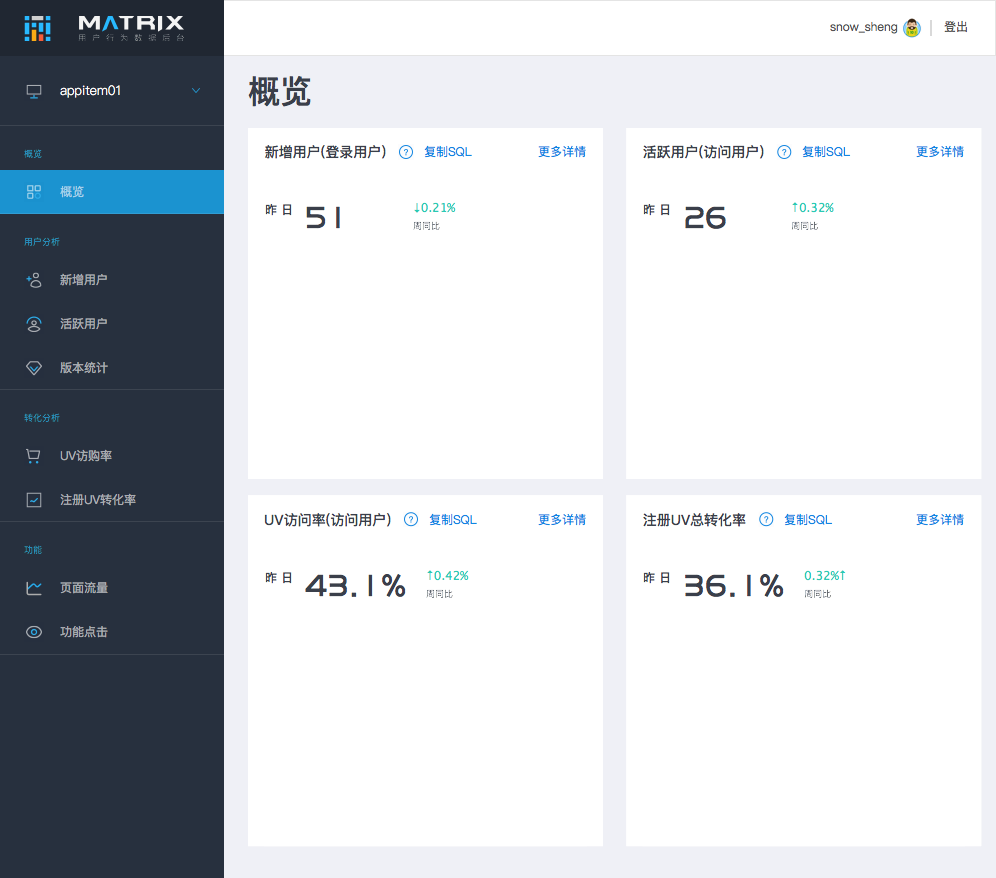 MATRIX
用户行为数据后台
snow_sheng
登出
appitem01
概览
概览
用户分析
新增用户
活跃用户
版本统计
转化分析
UV访购率
注册UV转化率
功能
页面流量
功能点击
概览
新增用户(登录用户) ? 复制SQL 更多详情
昨日 51 ↓0.21%
周同比
活跃用户(访问用户) ? 复制SQL 更多详情
昨日 26 ↑0.32%
周同比
UV访问率(访问用户) ? 复制SQL 更多详情
昨日 43.1% ↑0.42%
周同比
注册UV总转化率 ? 复制SQL 更多详情
昨日 36.1% 0.32%↑
周同比